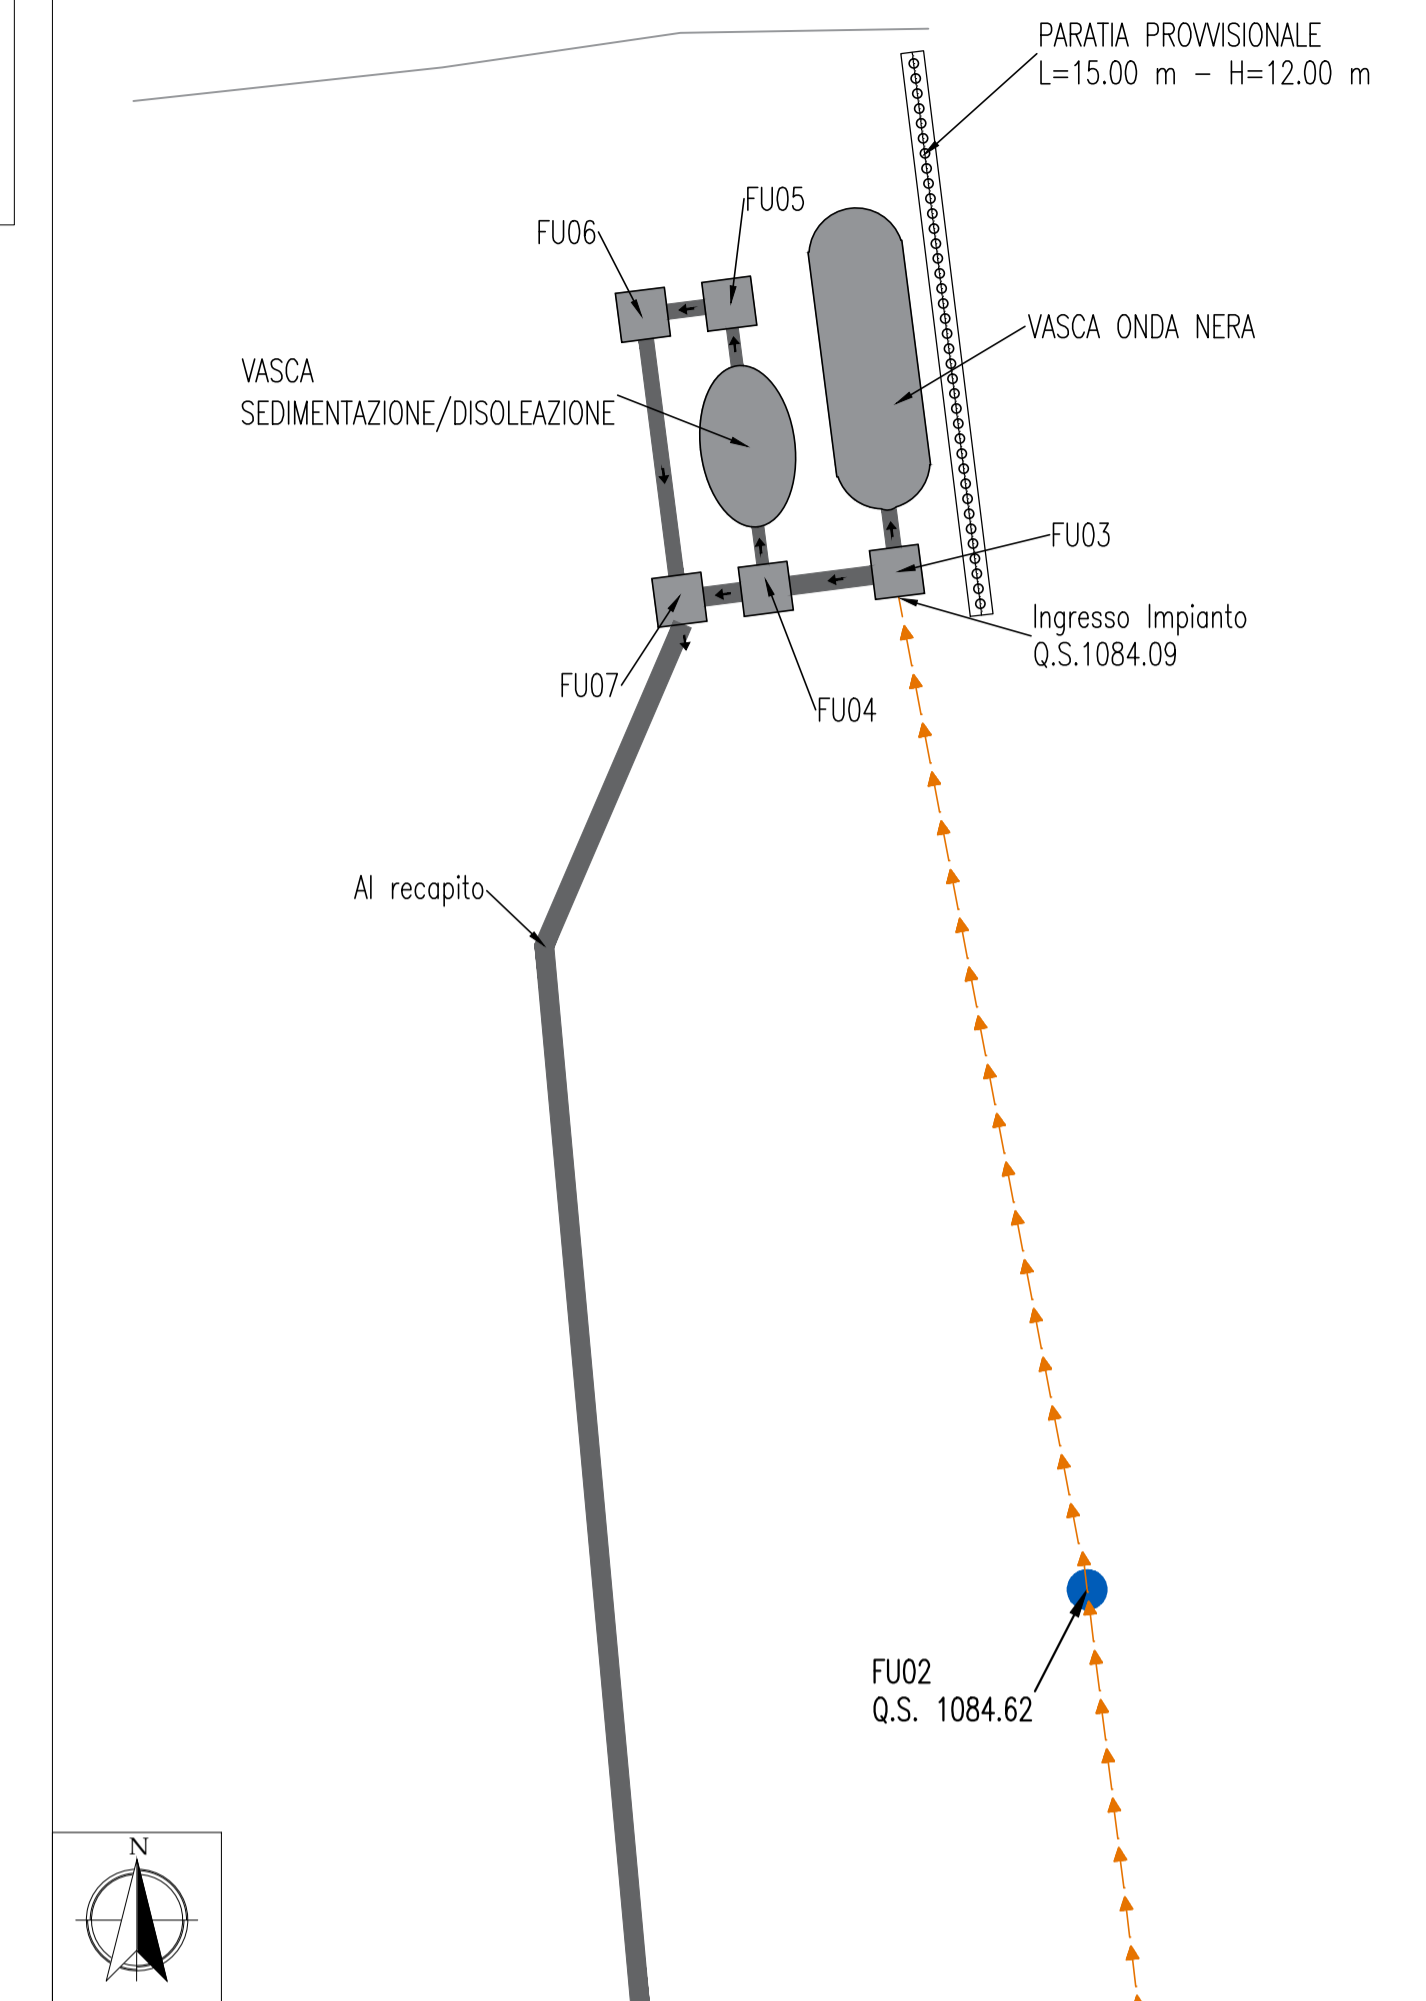 PARATIA PROVVISIONALE
L=15.00 m - H=12.00 m
FU05
FU06
VASCA ONDA NERA
VASCA
SEDIMENTAZIONE/DISOLEAZIONE
FU03
Ingresso Impianto
Q.S.1084.09
FU07
FU04
Al recapito
FU02
Q.S. 1084.62
N